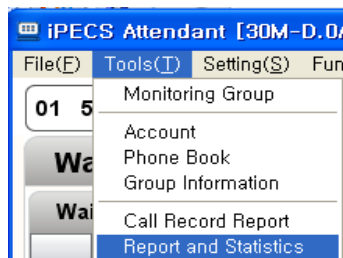 iPECS Attendant [30M-D.0
File(F) Tools(T) Setting(S) Fun
Monitoring Group
01 5
Account
Phone Book
Group Information
Wa
Wai
Call Record Report
Report and Statistics